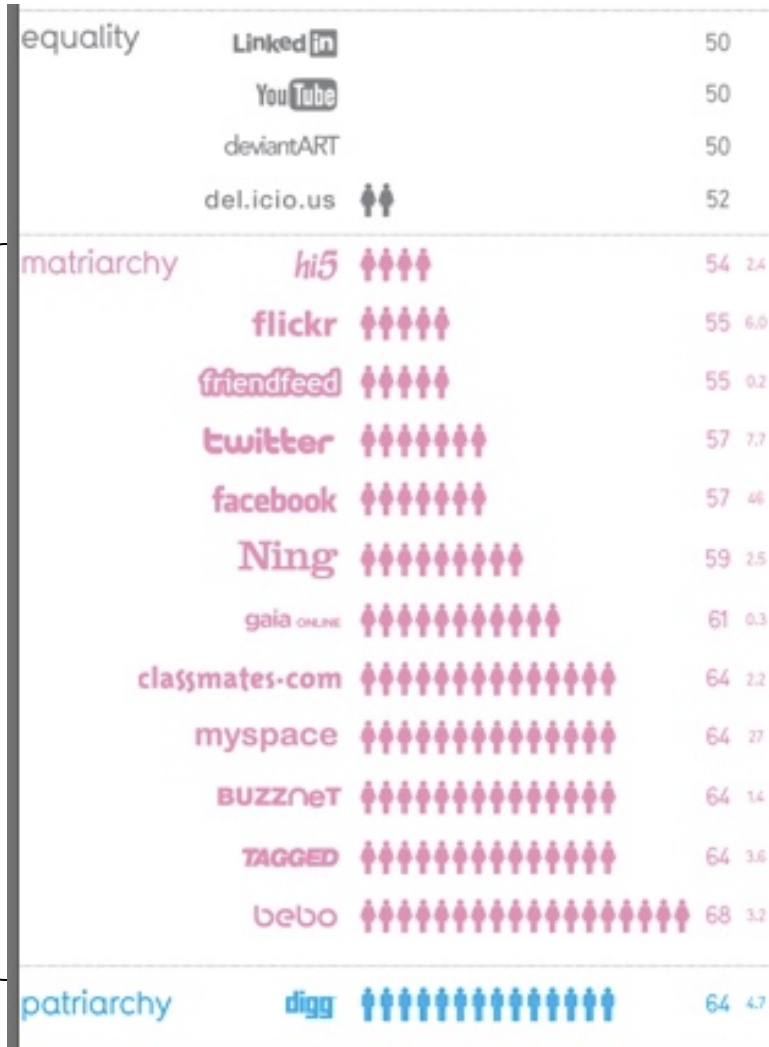 equality LinkedIn 50
YouTube 50
deviantART 50
del.icio.us 52
matriarchy hi5 54 2.4
flickr 55 6.0
friendfeed 55 0.2
twitter 57 7.7
facebook 57 46
Ning 59 2.5
gaia ONLINE 61 0.3
classmates·com 64 2.2
myspace 64 27
BUZZneT 64 1.4
TAGGED 64 3.6
bebo 68 3.2
patriarchy digg 64 4.7